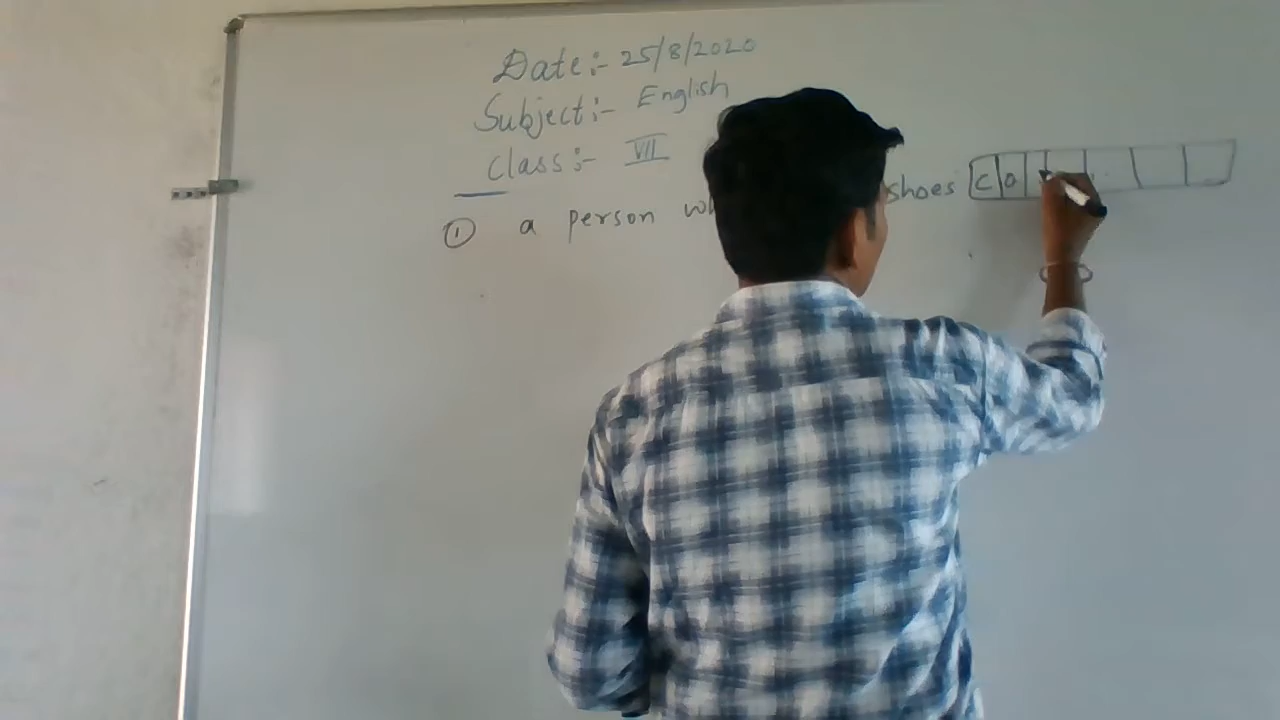 Date:- 25/8/2020
Subject:- English
Class:- VII
① a person shoes C O